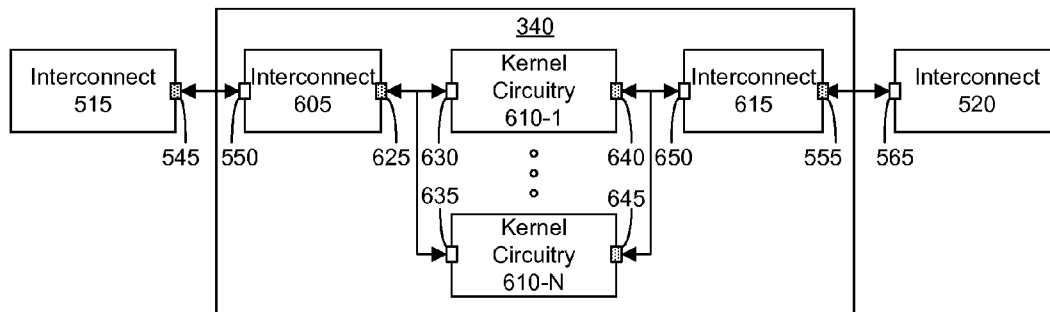 340
Interconnect
515
Interconnect
605
Kernel
Circuitry
610-1
Interconnect
615
Interconnect
520
545
550
625
630
640
650
555
565
635
645
Kernel
Circuitry
610-N